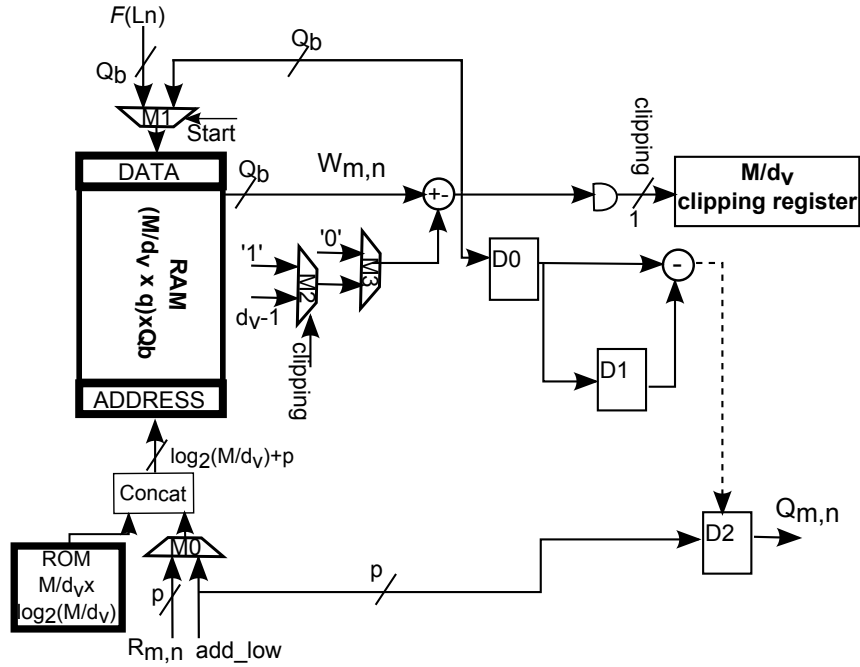 F(Ln)
Qb
Qb
M1
Start
DATA
Qb
Wm,n
+-
clipping
1
M/dv
clipping register
RAM
(M/dv x q)xQb
'1'
'0'
M2
M3
dv-1
clipping
D0
-
D1
ADDRESS
log2(M/dv)+p
Concat
M0
ROM
M/dvx
log2(M/dv)
p
p
D2
Qm,n
Rm,n
add_low